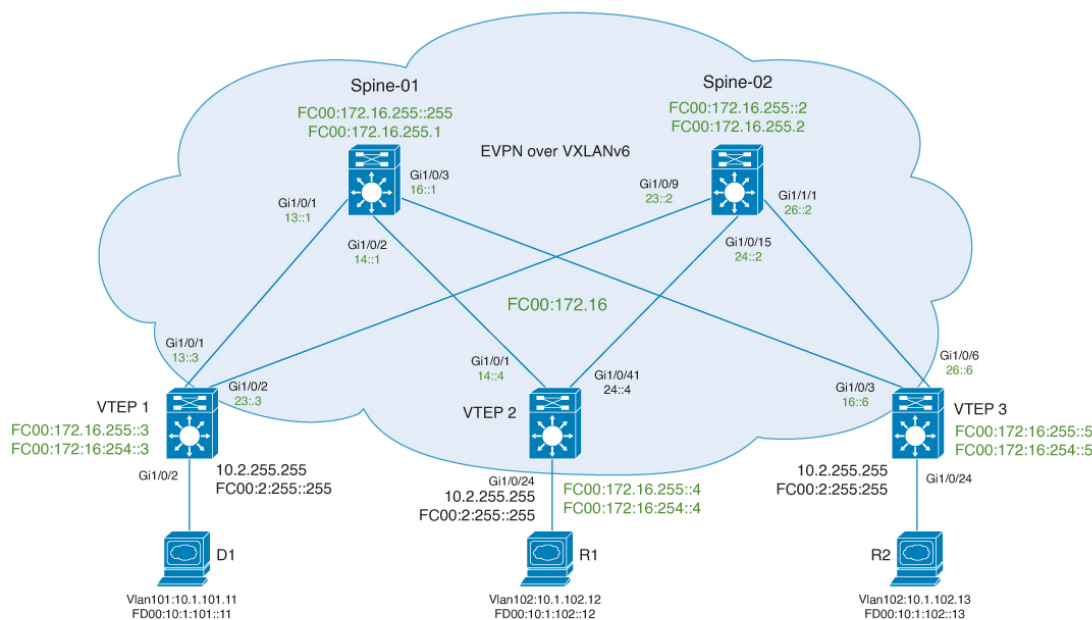 Spine-01
FC00:172.16.255::255
FC00:172.16.255.1
Spine-02
FC00:172.16.255::2
FC00:172.16.255.2
EVPN over VXLANv6
Gi1/0/3
16::1
Gi1/0/1
13::1
Gi1/0/2
14::1
Gi1/0/9
23::2
Gi1/1/1
26::2
Gi1/0/15
24::2
FC00:172.16
Gi1/0/1
13::3
Gi1/0/2
23:.3
Gi1/0/1
14::4
Gi1/0/41
24::4
Gi1/0/6
26::6
Gi1/0/3
16::6
VTEP 1
FC00:172.16.255::3
FC00:172:16:254::3
VTEP 2
VTEP 3
FC00:172:16:255::5
FC00:172:16:254::5
Gi1/0/2
10.2.255.255
FC00:2:255::255
Gi1/0/24
10.2.255.255
FC00:2:255::255
FC00:172.16.255::4
FC00:172:16:254::4
10.2.255.255
FC00:2:255:255
Gi1/0/24
D1
R1
R2
Vlan101:10.1.101.11
FD00:10:1:101::11
Vlan102:10.1.102.12
FD00:10:1:102::12
Vlan102:10.1.102.13
FD00:10:1:102::13